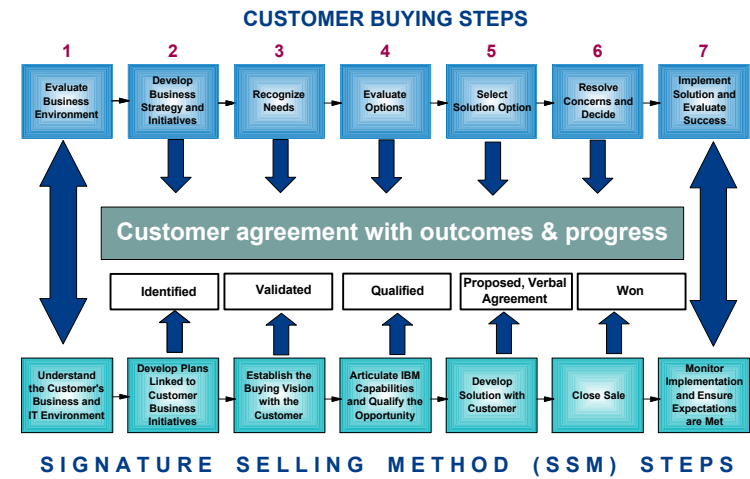 CUSTOMER BUYING STEPS
1 2 3 4 5 6 7
Evaluate
Business
Environment
Develop
Business
Strategy and
Initiatives
Recognize
Needs
Evaluate
Options
Select
Solution Option
Resolve
Concerns and
Decide
Implement
Solution and
Evaluate
Success
Customer agreement with outcomes & progress
Identified
Validated
Qualified
Proposed, Verbal
Agreement
Won
Understand
the Customer's
Business and
IT Environment
Develop Plans
Linked to
Customer
Business
Initiatives
Establish the
Buying Vision
with the
Customer
Articulate IBM
Capabilities
and Qualify the
Opportunity
Develop
Solution with
Customer
Close Sale
Monitor
Implementation
and Ensure
Expectations
are Met
SIGNATURE SELLING METHOD (SSM) STEPS